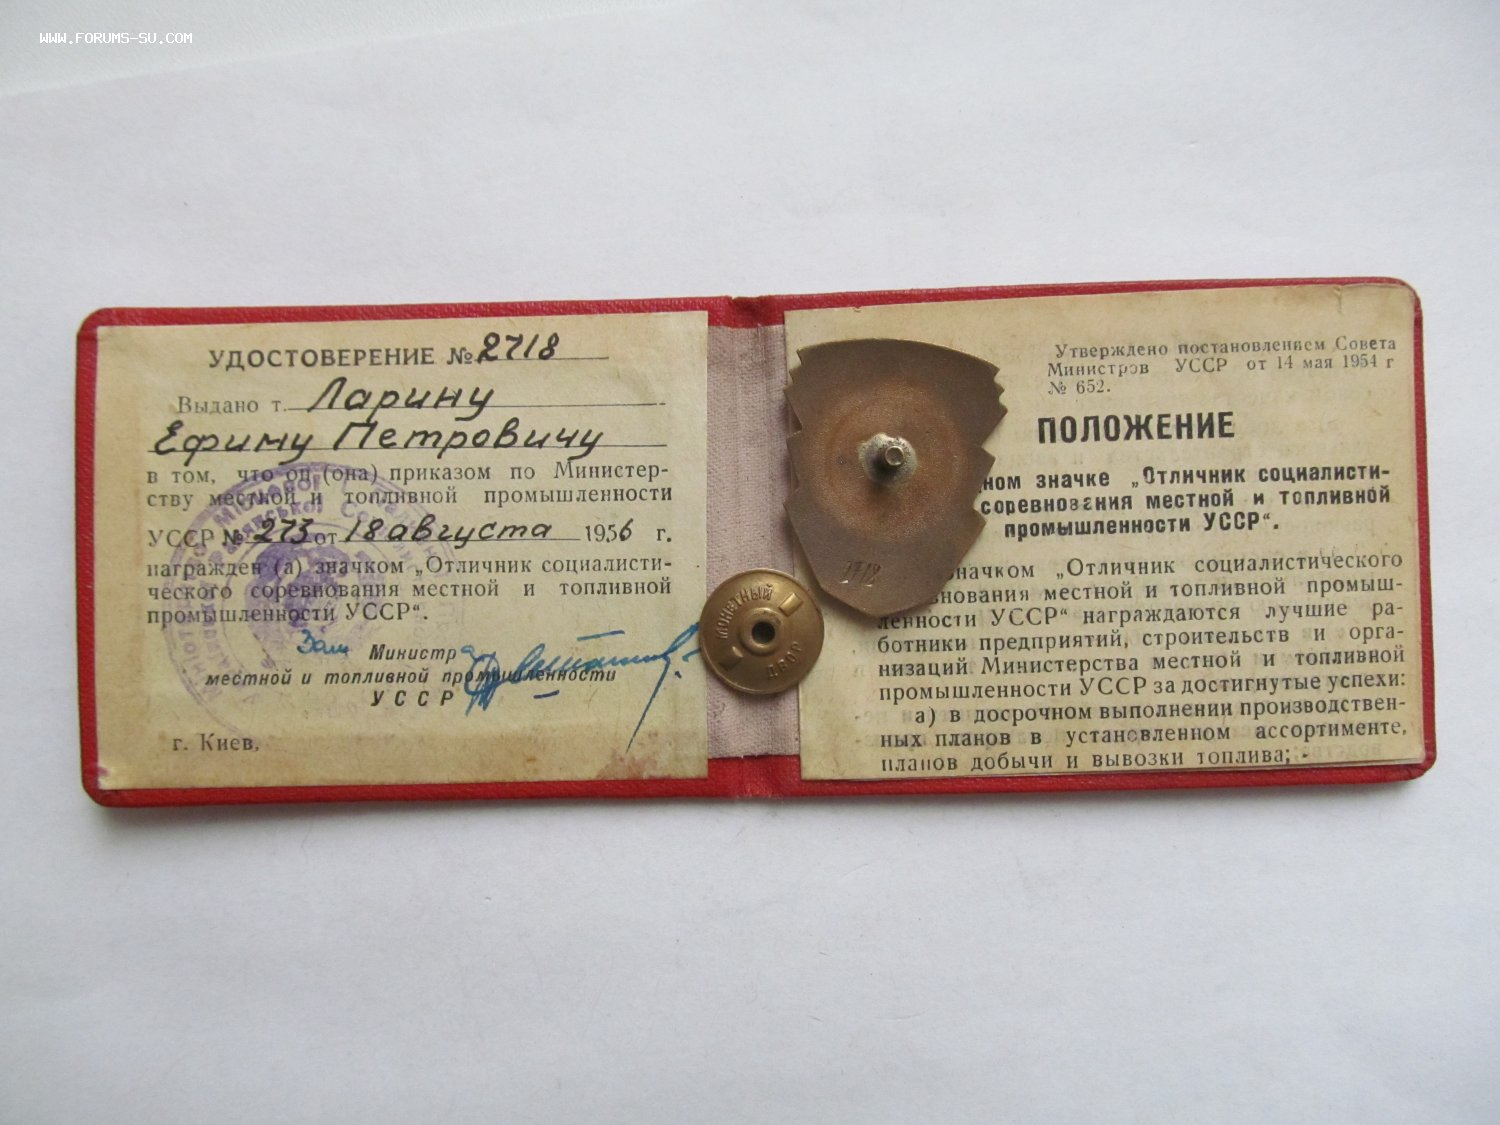 WWW.FORUMS-SU.COM
УДОСТОВЕРЕНИЕ № 2718
Выдано т. Ларину
Ефиму Петровичу
в том, что он (она) приказом по Министер-
ству местной и топливной промышленности
УССР № 273 от 18 августа 1956 г.
награжден (а) значком „Отличник социалисти-
ческого соревнования местной и топливной
промышленности УССР“.
Зам Министра
местной и топливной промышленности
УССР
г. Киев,
2718
МОНЕТНЫЙ
ДВОР
Утверждено постановлением Совета
Министров УССР от 14 мая 1954 г
№ 652.
ПОЛОЖЕНИЕ
ном значке „Отличник социалисти-
соревнования местной и топливной
промышленности УССР“.
начком „Отличник социалистического
внования местной и топливной промыш-
ленности УССР“ награждаются лучшие ра-
ботники предприятий, строительств и орга-
низаций Министерства местной и топливной
промышленности УССР за достигнутые успехи:
а) в досрочном выполнении производствен-
ных планов в установленном ассортименте,
планов добычи и вывозки топлива;